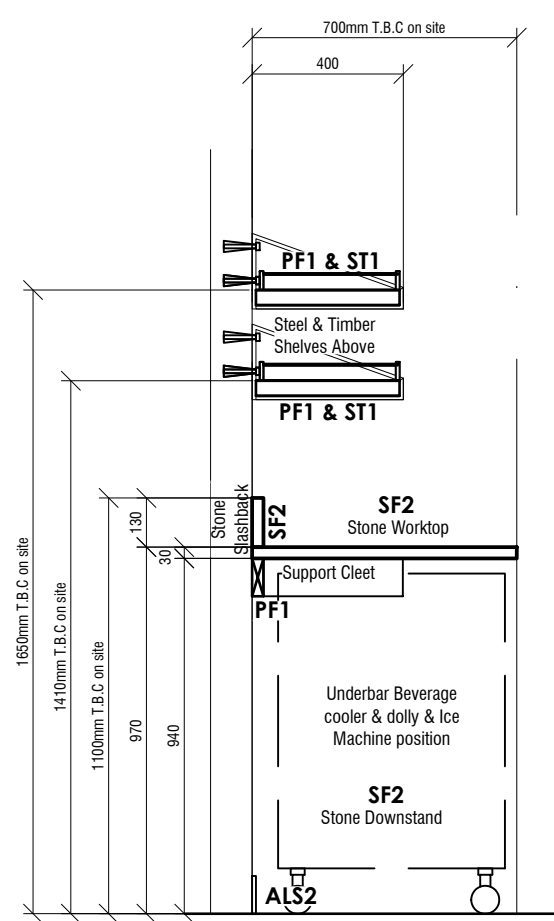 700mm T.B.C on site
400
PF1 & ST1
Steel & Timber
Shelves Above
PF1 & ST1
1650mm T.B.C on site
1410mm T.B.C on site
1100mm T.B.C on site
130
30
970
940
Stone
Slashback
SF2
SF2
Stone Worktop
Support Cleet
PF1
Underbar Beverage
cooler & dolly & Ice
Machine position
SF2
Stone Downstand
ALS2